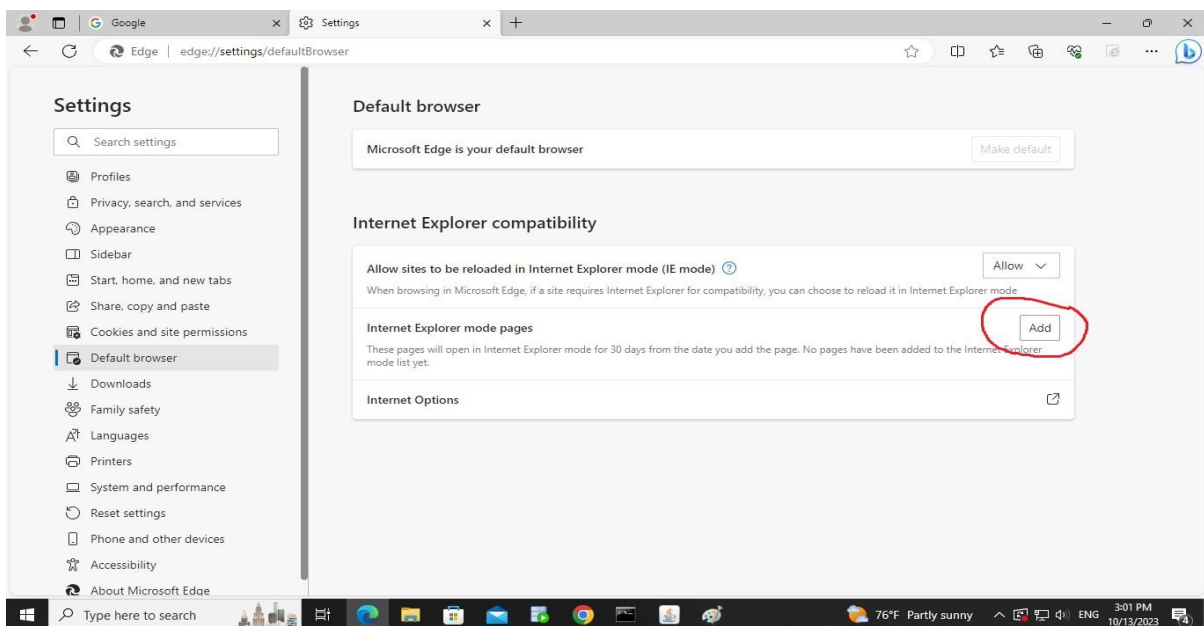 Google
Settings
Edge | edge://settings/defaultBrowser
Settings
Search settings
Profiles
Privacy, search, and services
Appearance
Sidebar
Start, home, and new tabs
Share, copy and paste
Cookies and site permissions
Default browser
Downloads
Family safety
Languages
Printers
System and performance
Reset settings
Phone and other devices
Accessibility
About Microsoft Edge
Default browser
Microsoft Edge is your default browser
Make default
Internet Explorer compatibility
Allow sites to be reloaded in Internet Explorer mode (IE mode)
Allow
When browsing in Microsoft Edge, if a site requires Internet Explorer for compatibility, you can choose to reload it in Internet Explorer mode
Internet Explorer mode pages
Add
These pages will open in Internet Explorer mode for 30 days from the date you add the page. No pages have been added to the Internet Explorer
mode list yet.
Internet Options
Type here to search
76°F Partly sunny
ENG
3:01 PM
10/13/2023
4